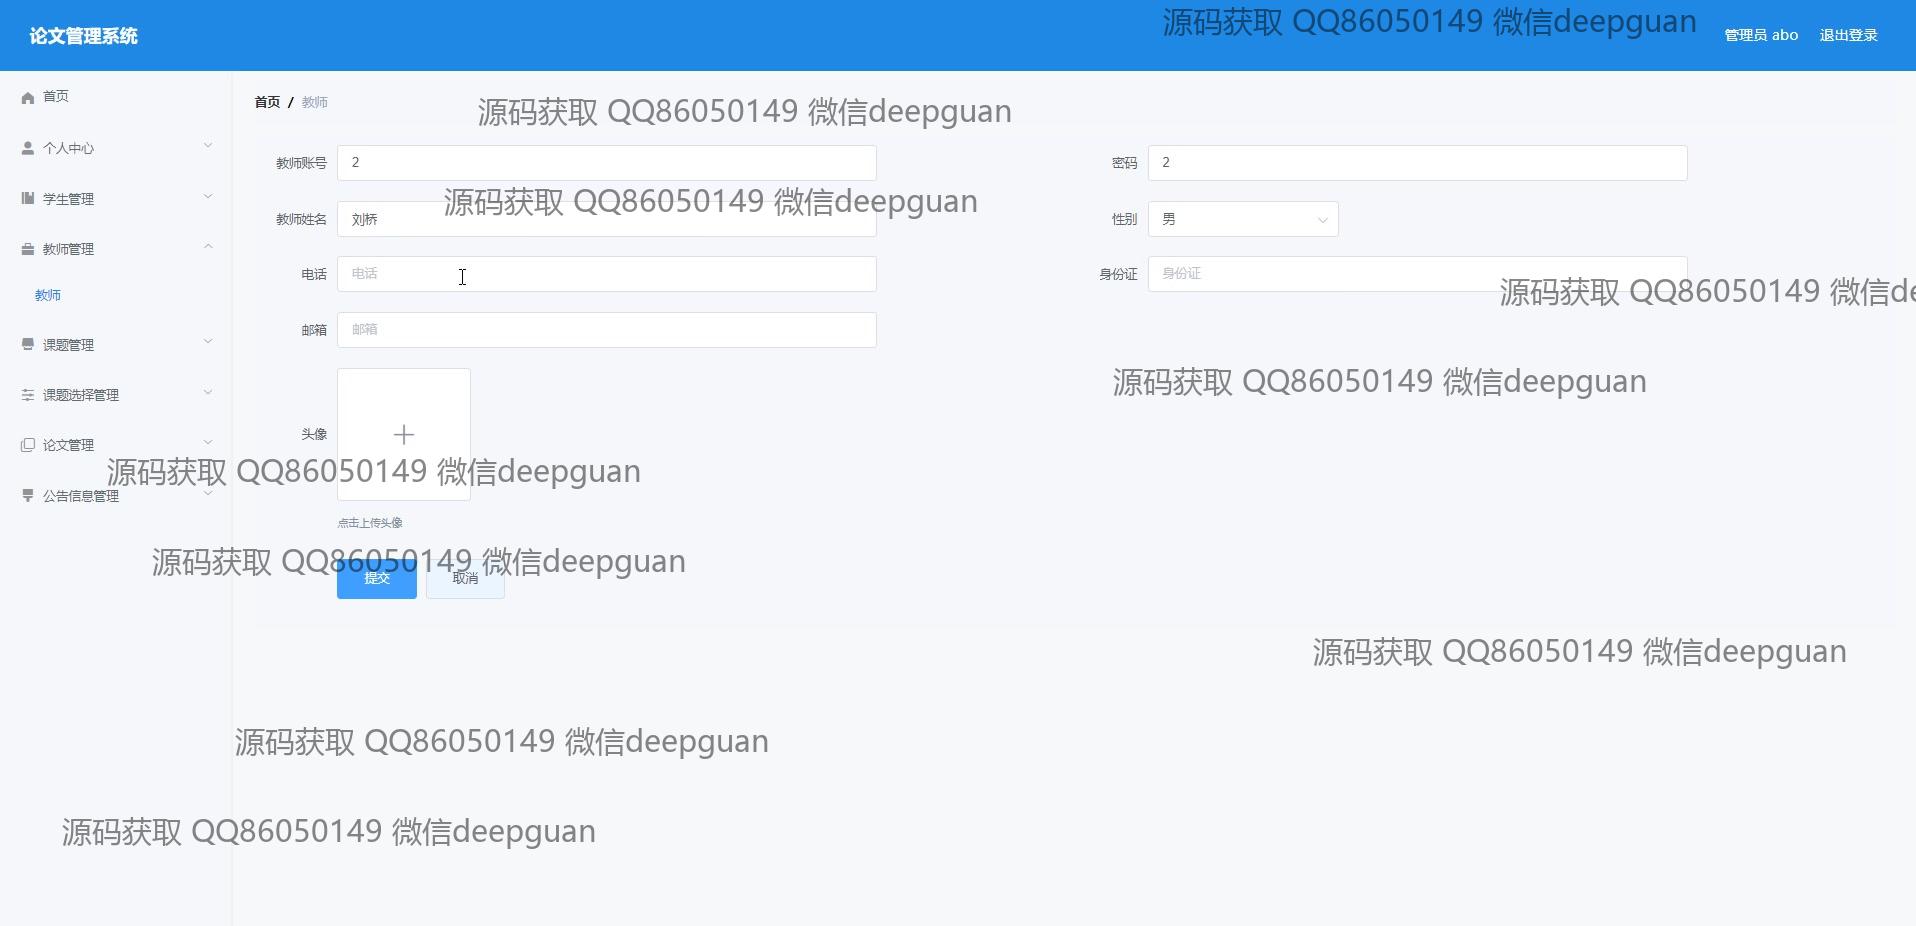 源码获取 QQ86050149 微信deepguan
论文管理系统
管理员 abo 退出登录
首页
个人中心
学生管理
教师管理
教师
课题管理
课题选择管理
论文管理
公告信息管理
首页 / 教师
源码获取 QQ86050149 微信deepguan
教师账号 2
密码 2
源码获取 QQ86050149 微信deepguan
教师姓名 刘桥
性别 男
电话 电话
身份证 身份证
源码获取 QQ86050149 微信de
邮箱 邮箱
源码获取 QQ86050149 微信deepguan
头像
源码获取 QQ86050149 微信deepguan
点击上传头像
源码获取 QQ86050149 微信deepguan
提交 取消
源码获取 QQ86050149 微信deepguan
源码获取 QQ86050149 微信deepguan
源码获取 QQ86050149 微信deepguan